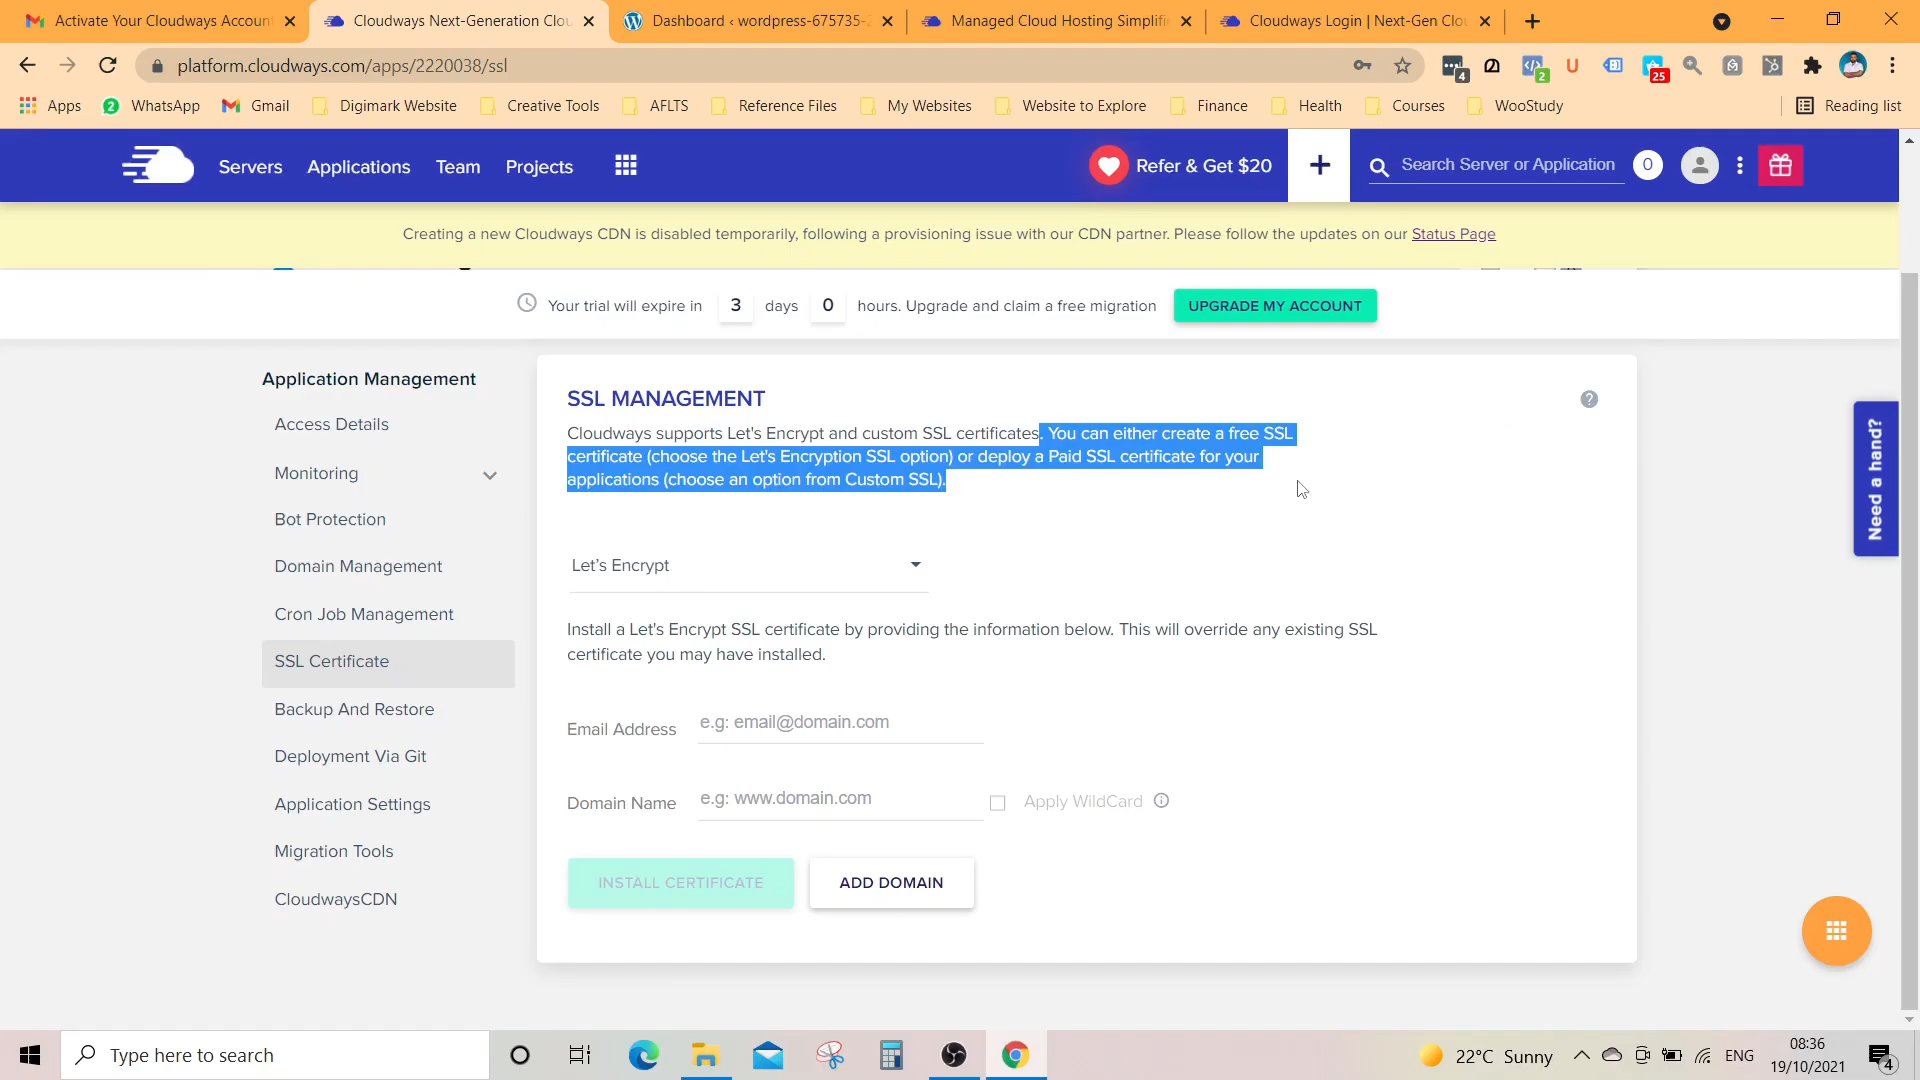 Activate Your Cloudways Accoun
Cloudways Next-Generation Clou
Dashboard ‹ wordpress-675735-2
Managed Cloud Hosting Simplifi
Cloudways Login | Next-Gen Clo
platform.cloudways.com/apps/2220038/ssl
4
2
U
25
Apps
2
WhatsApp
Gmail
Digimark Website
Creative Tools
AFLTS
Reference Files
My Websites
Website to Explore
Finance
Health
Courses
WooStudy
Reading list
Servers
Applications
Team
Projects
Refer & Get $20
+
Search Server or Application
0
Creating a new Cloudways CDN is disabled temporarily, following a provisioning issue with our CDN partner. Please follow the updates on our Status Page
Your trial will expire in 3 days 0 hours. Upgrade and claim a free migration
UPGRADE MY ACCOUNT
Application Management
Access Details
Monitoring
Bot Protection
Domain Management
Cron Job Management
SSL Certificate
Backup And Restore
Deployment Via Git
Application Settings
Migration Tools
CloudwaysCDN
SSL MANAGEMENT
?
Cloudways supports Let's Encrypt and custom SSL certificates. You can either create a free SSL
certificate (choose the Let's Encryption SSL option) or deploy a Paid SSL certificate for your
applications (choose an option from Custom SSL).
Let's Encrypt
Install a Let's Encrypt SSL certificate by providing the information below. This will override any existing SSL
certificate you may have installed.
Email Address
e.g: email@domain.com
Domain Name
e.g: www.domain.com
Apply WildCard
INSTALL CERTIFICATE
ADD DOMAIN
Need a hand?
Type here to search
22°C Sunny
ENG
08:36
19/10/2021
4